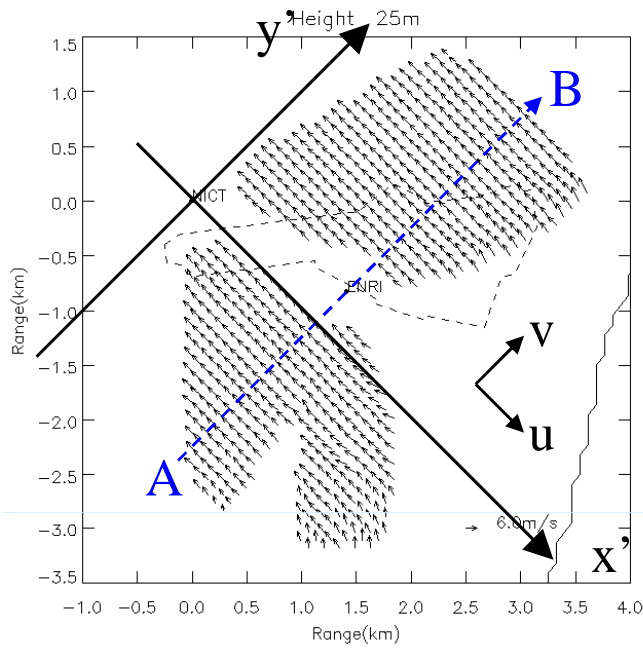 y’
Height 25m
B
NICT
ENRI
v
u
A
6.0m/s
x’
1.5
1.0
0.5
0.0
−0.5
−1.0
−1.5
−2.0
−2.5
−3.0
−3.5
Range(km)
−1.0 −0.5 0.0 0.5 1.0 1.5 2.0 2.5 3.0 3.5 4.0
Range(km)